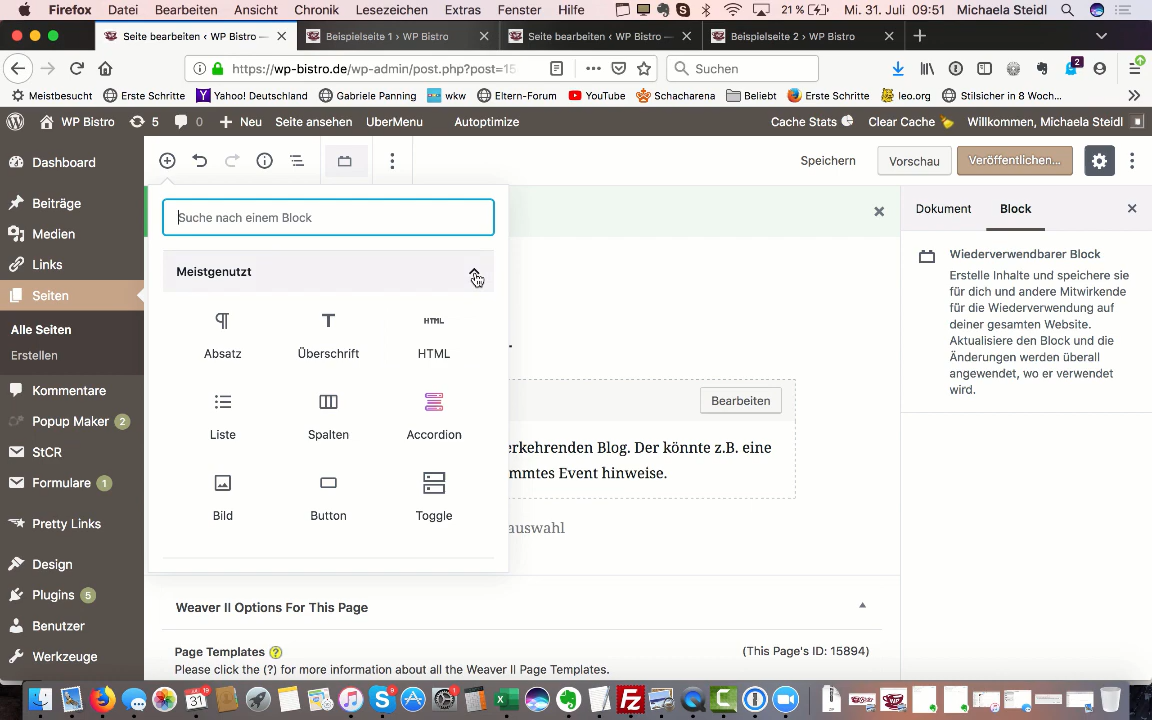 Firefox Datei Bearbeiten Ansicht Chronik Lesezeichen Extras Fenster Hilfe 21 % Mi. 31. Juli 09:51 Michaela Steidl
Seite bearbeiten ‹ WP Bistro — Beispielseite 1 ‹ WP Bistro Seite bearbeiten ‹ WP Bistro — Beispielseite 2 ‹ WP Bistro
https://wp-bistro.de/wp-admin/post.php?post=15 Suchen 2
Meistbesucht Erste Schritte Yahoo! Deutschland Gabriele Panning wkw Eltern-Forum YouTube Schacharena Beliebt Erste Schritte leo.org Stilsicher in 8 Woch...
WP Bistro 5 0 Neu Seite ansehen UberMenu Autoptimize Cache Stats Clear Cache Willkommen, Michaela Steidl
Dashboard
Beiträge
Medien
Links
Seiten
Alle Seiten
Erstellen
Kommentare
Popup Maker 2
StCR
Formulare 1
Pretty Links
Design
Plugins 5
Benutzer
Werkzeuge
Speichern Vorschau Veröffentlichen...
Suche nach einem Block
Meistgenutzt
Absatz Überschrift HTML
Liste Spalten Accordion
Bild Button Toggle
Bearbeiten
erkehrenden Blog. Der könnte z.B. eine
mmtes Event hinweise.
auswahl
Weaver II Options For This Page
Page Templates (This Page's ID: 15894)
Please click the (?) for more information about all the Weaver II Page Templates.
Dokument Block
Wiederverwendbarer Block
Erstelle Inhalte und speichere sie
für dich und andere Mitwirkende
für die Wiederverwendung auf
deiner gesamten Website.
Aktualisiere den Block und die
Änderungen werden überall
angewendet, wo er verwendet
wird.